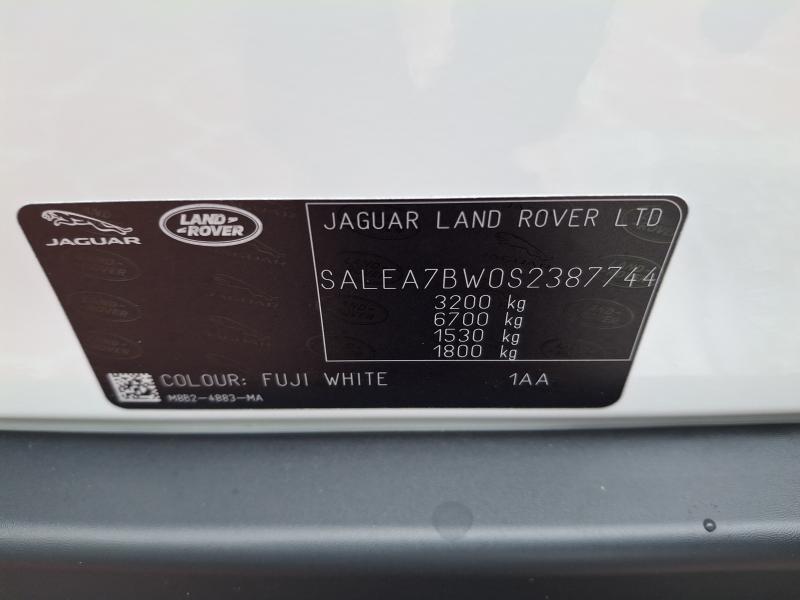 JAGUAR
LAND ROVER
JAGUAR LAND ROVER LTD
SALEA7BW0S2387744
3200 kg
6700 kg
1530 kg
1800 kg
COLOUR: FUJI WHITE 1AA
M8B2-4883-MA